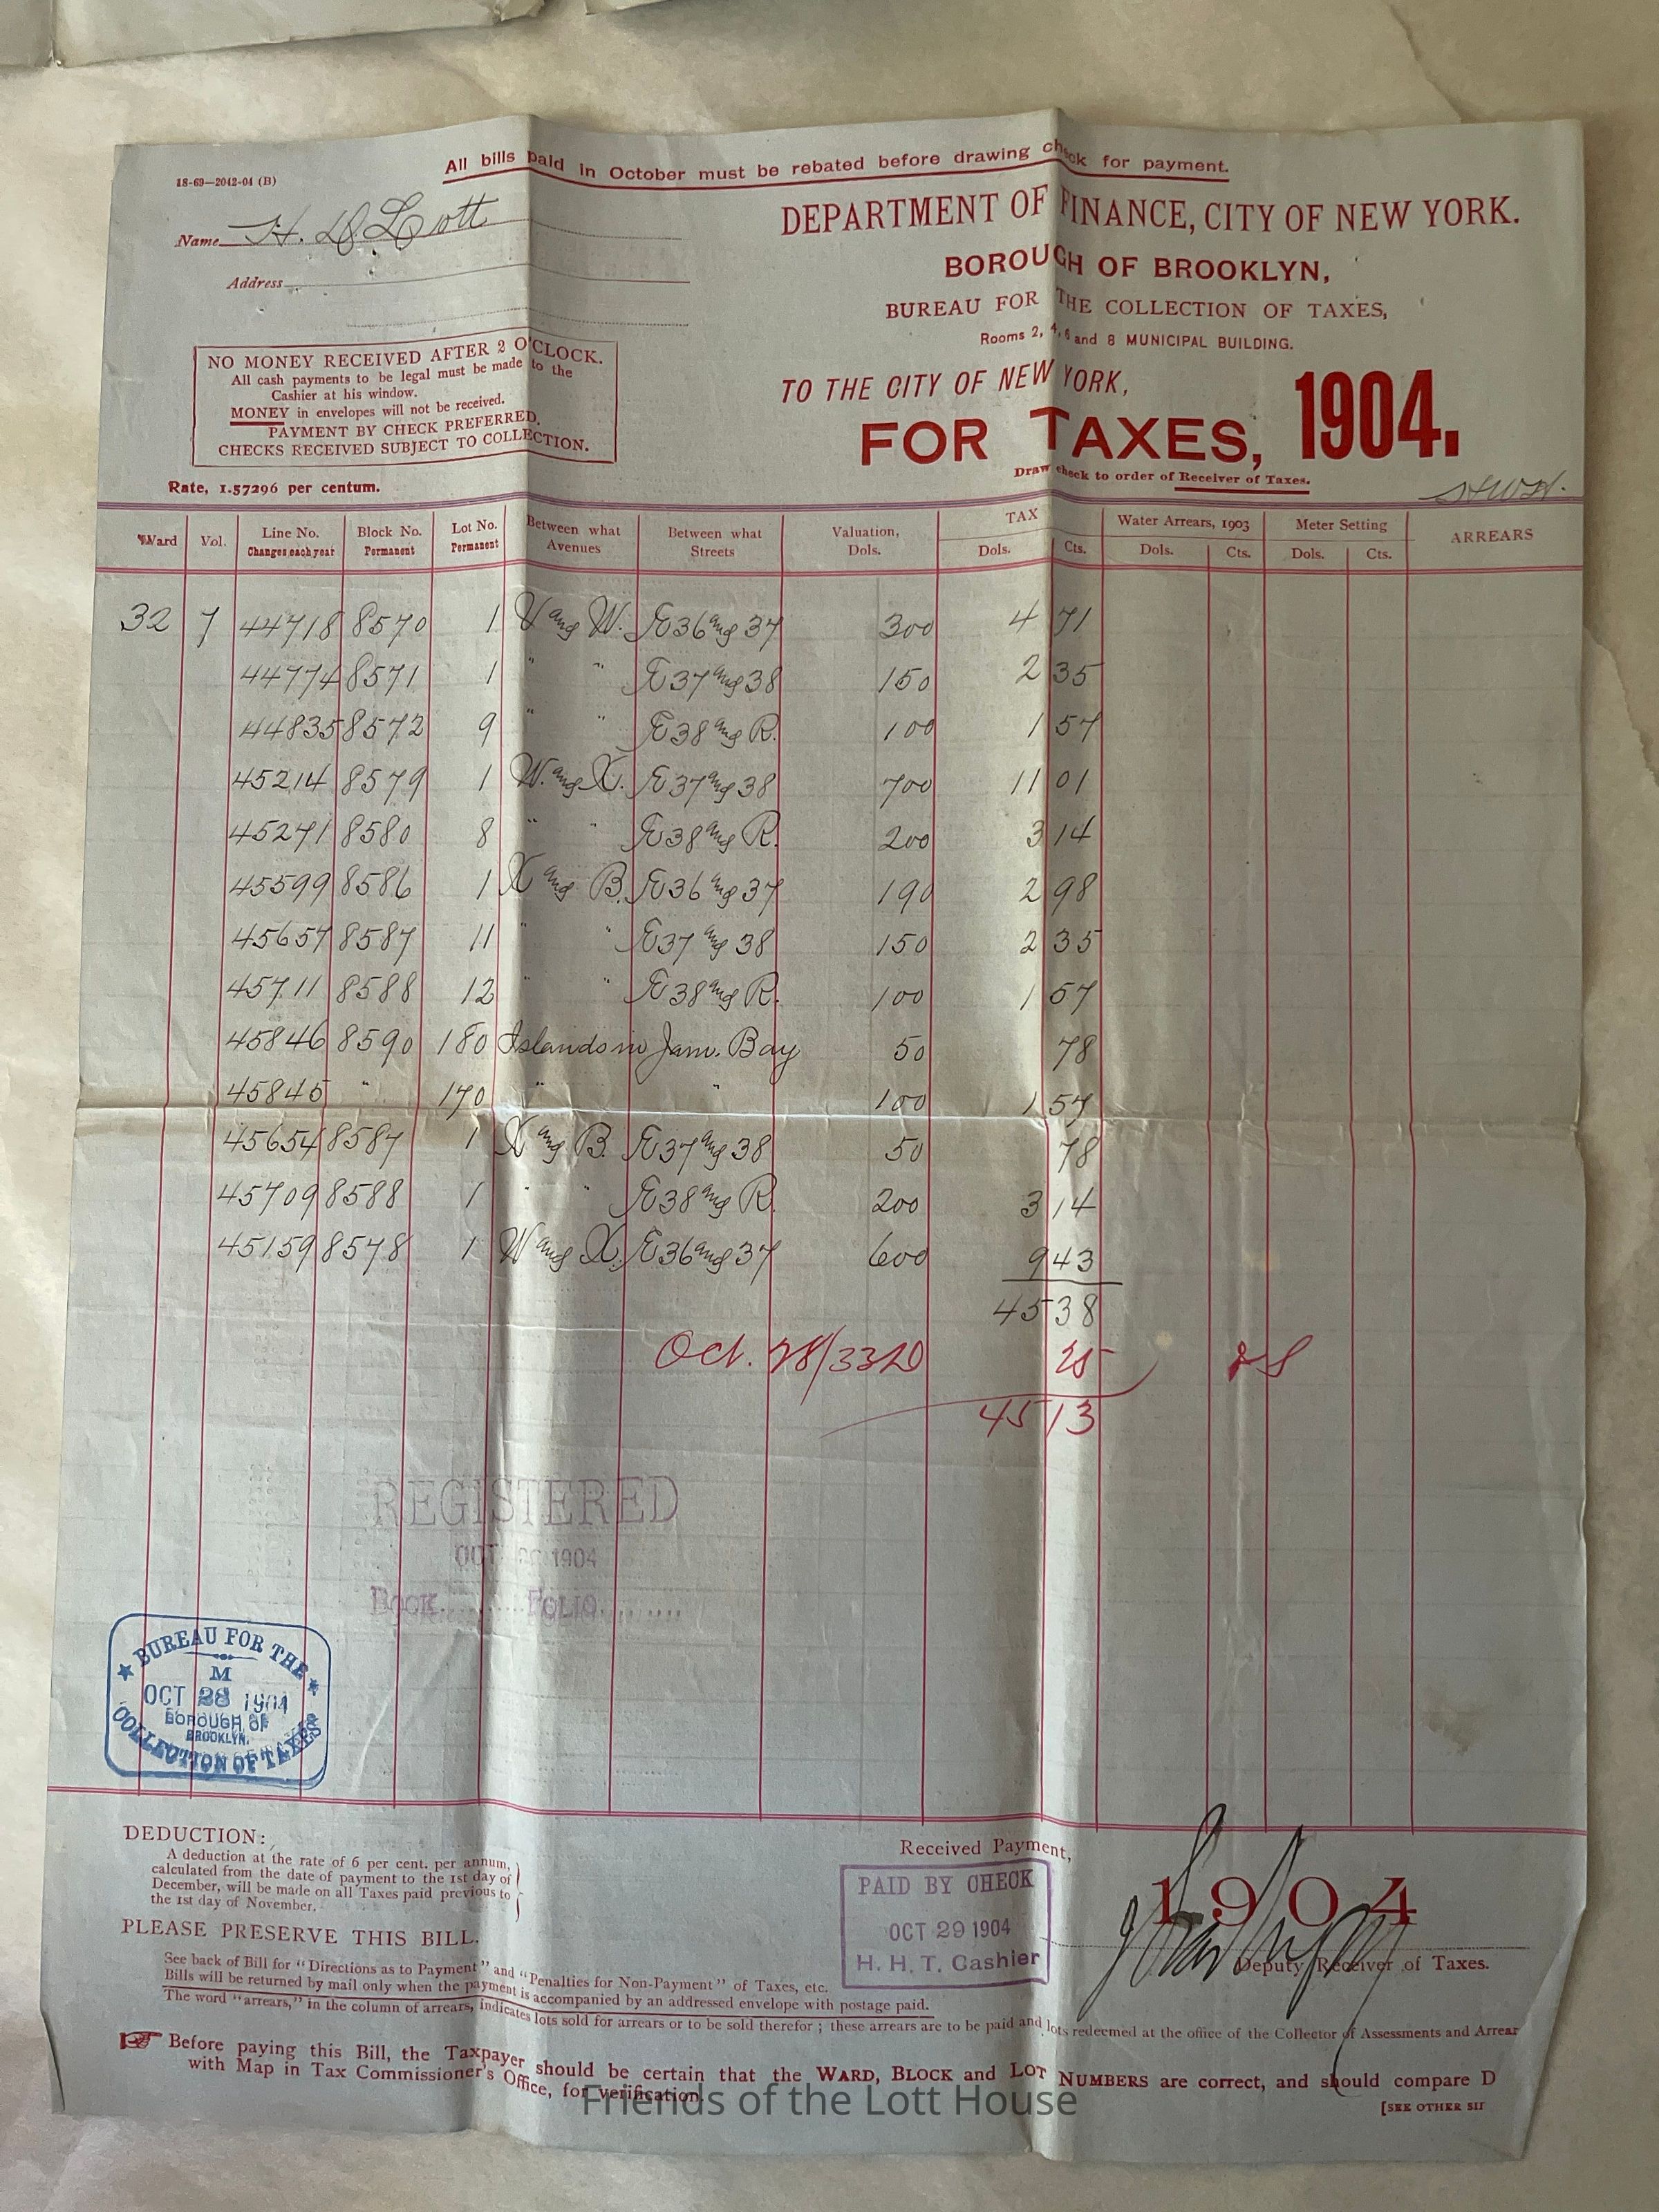 All bills paid in October must be rebated before drawing check for payment.
18-69—2042-04 (B)
Name H. D Lott
Address
DEPARTMENT OF FINANCE, CITY OF NEW YORK.
BOROUGH OF BROOKLYN,
BUREAU FOR THE COLLECTION OF TAXES,
Rooms 2, 4, 6 and 8 MUNICIPAL BUILDING.
NO MONEY RECEIVED AFTER 2 O'CLOCK.
All cash payments to be legal must be made to the
Cashier at his window.
MONEY in envelopes will not be received.
PAYMENT BY CHECK PREFERRED.
CHECKS RECEIVED SUBJECT TO COLLECTION.
TO THE CITY OF NEW YORK,
FOR TAXES, 1904.
Draw check to order of Receiver of Taxes.
Rate, 1.57296 per centum.
Ward Vol. Line No. Changes each year Block No. Permanent Lot No. Permanent Between what Avenues Between what Streets Valuation, Dols. TAX Dols. Cts. Water Arrears, 1903 Dols. Cts. Meter Setting Dols. Cts. ARREARS
32 7 44718 8570 1 V and W. E 36 and 37 300 4 71
44774 8571 1 " " E 37 and 38 150 2 35
44835 8572 9 " " E 38 and R. 100 1 57
45214 8579 1 W. and X. E 37 and 38 700 11 01
45271 8580 8 " " E 38 and R. 200 3 14
45599 8586 1 X and B. E 36 and 37 190 2 98
45657 8587 11 " " E 37 and 38 150 2 35
45711 8588 12 " " E 38 and R. 100 1 57
45846 8590 180 Islands in Jam. Bay 50 78
45845 " 170 " " 100 1 57
45654 8587 1 X and B. E 37 and 38 50 78
45709 8588 1 " " E 38 and R. 200 3 14
45159 8578 1 W and X. E 36 and 37 600 9 43
45 38
Oct. 28/33 D 25
45 13
REGISTERED
OCT 1904
BOOK FOLIO
BUREAU FOR THE
M
OCT 28 1904
BOROUGH OF
BROOKLYN.
COLLECTION OF TAXES
DEDUCTION:
A deduction at the rate of 6 per cent. per annum,
calculated from the date of payment to the 1st day of
December, will be made on all Taxes paid previous to
the 1st day of November.
PLEASE PRESERVE THIS BILL.
Received Payment,
PAID BY CHECK
OCT 29 1904
H. H. T. Cashier
1904
Deputy Receiver of Taxes.
See back of Bill for "Directions as to Payment" and "Penalties for Non-Payment" of Taxes, etc.
Bills will be returned by mail only when the payment is accompanied by an addressed envelope with postage paid.
The word "arrears," in the column of arrears, indicates lots sold for arrears or to be sold therefor; these arrears are to be paid and lots redeemed at the office of the Collector of Assessments and Arrear
Before paying this Bill, the Taxpayer should be certain that the WARD, BLOCK and LOT NUMBERS are correct, and should compare D
with Map in Tax Commissioner's Office, for verification.
[SEE OTHER SI
Friends of the Lott House